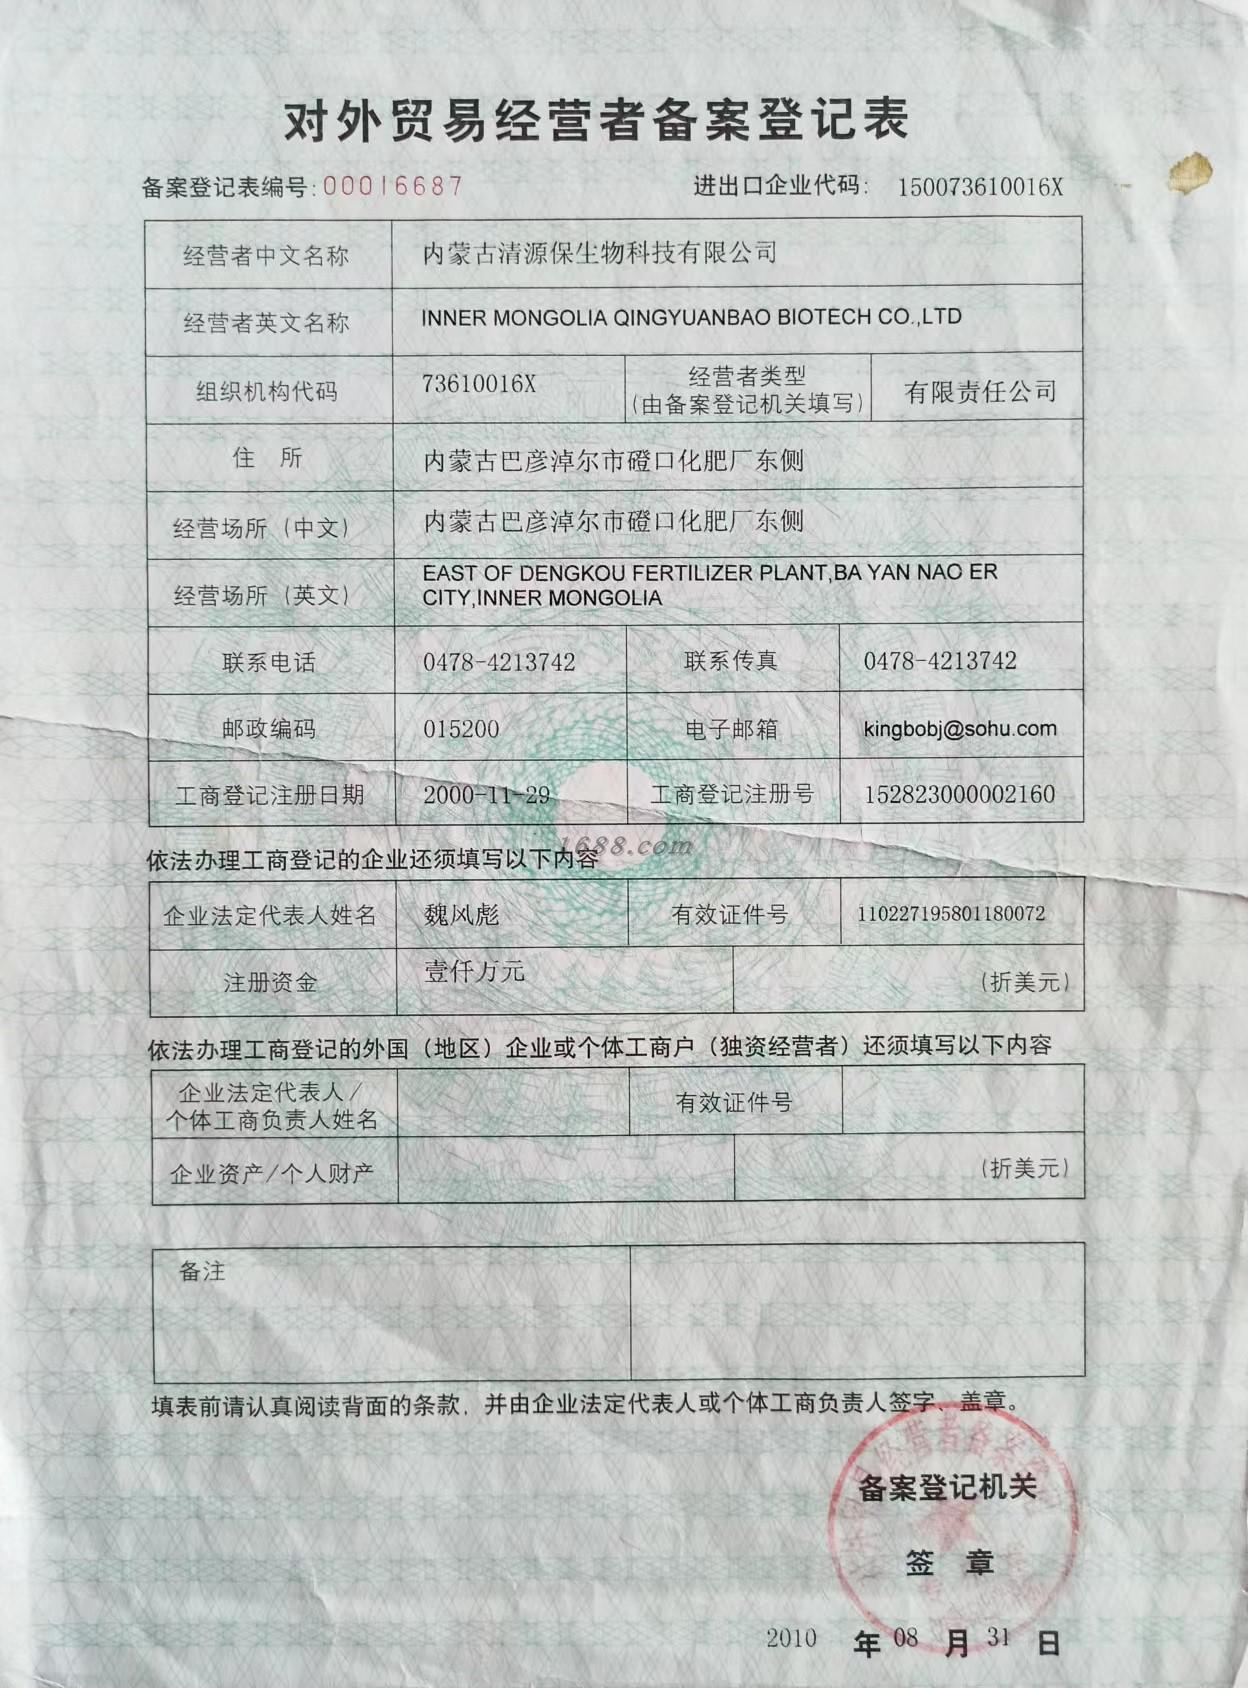 对外贸易经营者备案登记表
备案登记表编号:00016687 进出口企业代码: 150073610016X
经营者中文名称 内蒙古清源保生物科技有限公司
经营者英文名称 INNER MONGOLIA QINGYUANBAO BIOTECH CO.,LTD
组织机构代码 73610016X 经营者类型 有限责任公司
(由备案登记机关填写)
住 所 内蒙古巴彦淖尔市磴口化肥厂东侧
经营场所（中文） 内蒙古巴彦淖尔市磴口化肥厂东侧
经营场所（英文） EAST OF DENGKOU FERTILIZER PLANT,BA YAN NAO ER
CITY,INNER MONGOLIA
联系电话 0478-4213742 联系传真 0478-4213742
邮政编码 015200 电子邮箱 kingbobj@sohu.com
工商登记注册日期 2000-11-29 工商登记注册号 152823000002160
1688.com
依法办理工商登记的企业还须填写以下内容
企业法定代表人姓名 魏风彪 有效证件号 110227195801180072
注册资金 壹仟万元 (折美元)
依法办理工商登记的外国（地区）企业或个体工商户（独资经营者）还须填写以下内容
企业法定代表人/ 有效证件号
个体工商负责人姓名
企业资产/个人财产 (折美元)
备注
填表前请认真阅读背面的条款，并由企业法定代表人或个体工商负责人签字、盖章。
备案登记机关
签 章
2010 年 08 月 31 日